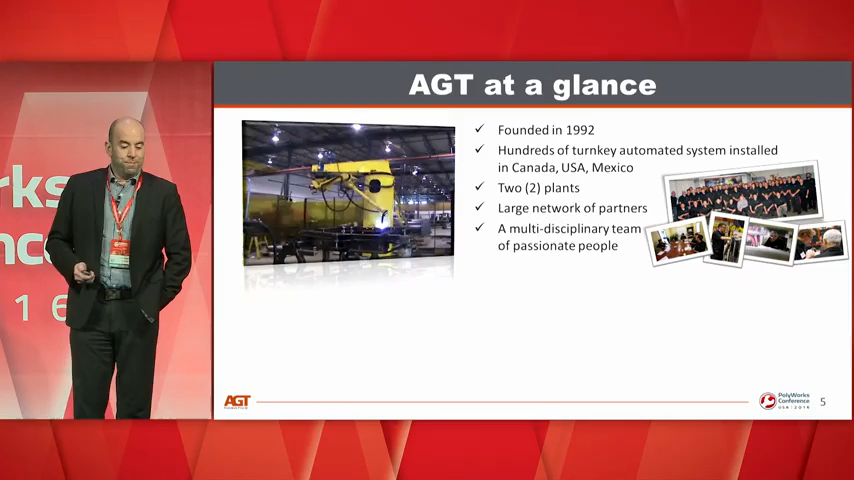 AGT at a glance
✓ Founded in 1992
✓ Hundreds of turnkey automated system installed
in Canada, USA, Mexico
✓ Two (2) plants
✓ Large network of partners
✓ A multi-disciplinary team
of passionate people
rks
nc
1 6
AGT
PolyWorks
Conference
USA | 2016
5